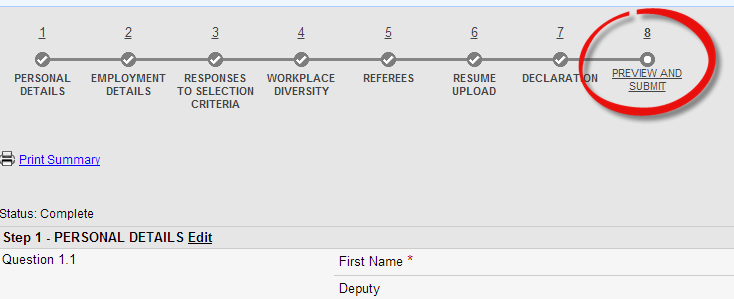 1 2 3 4 5 6 7 8
PERSONAL EMPLOYMENT RESPONSES WORKPLACE REFEREES RESUME DECLARATION PREVIEW AND
DETAILS DETAILS TO SELECTION DIVERSITY UPLOAD SUBMIT
CRITERIA
Print Summary
Status: Complete
Step 1 - PERSONAL DETAILS Edit
Question 1.1 First Name *
Deputy